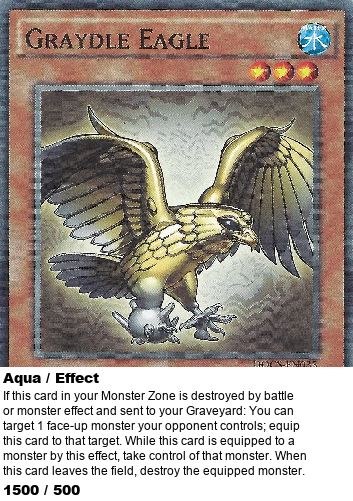 GRAYDLE EAGLE
WATER
水
Aqua / Effect
If this card in your Monster Zone is destroyed by battle
or monster effect and sent to your Graveyard: You can
target 1 face-up monster your opponent controls; equip
this card to that target. While this card is equipped to a
monster by this effect, take control of that monster. When
this card leaves the field, destroy the equipped monster.
1500 / 500